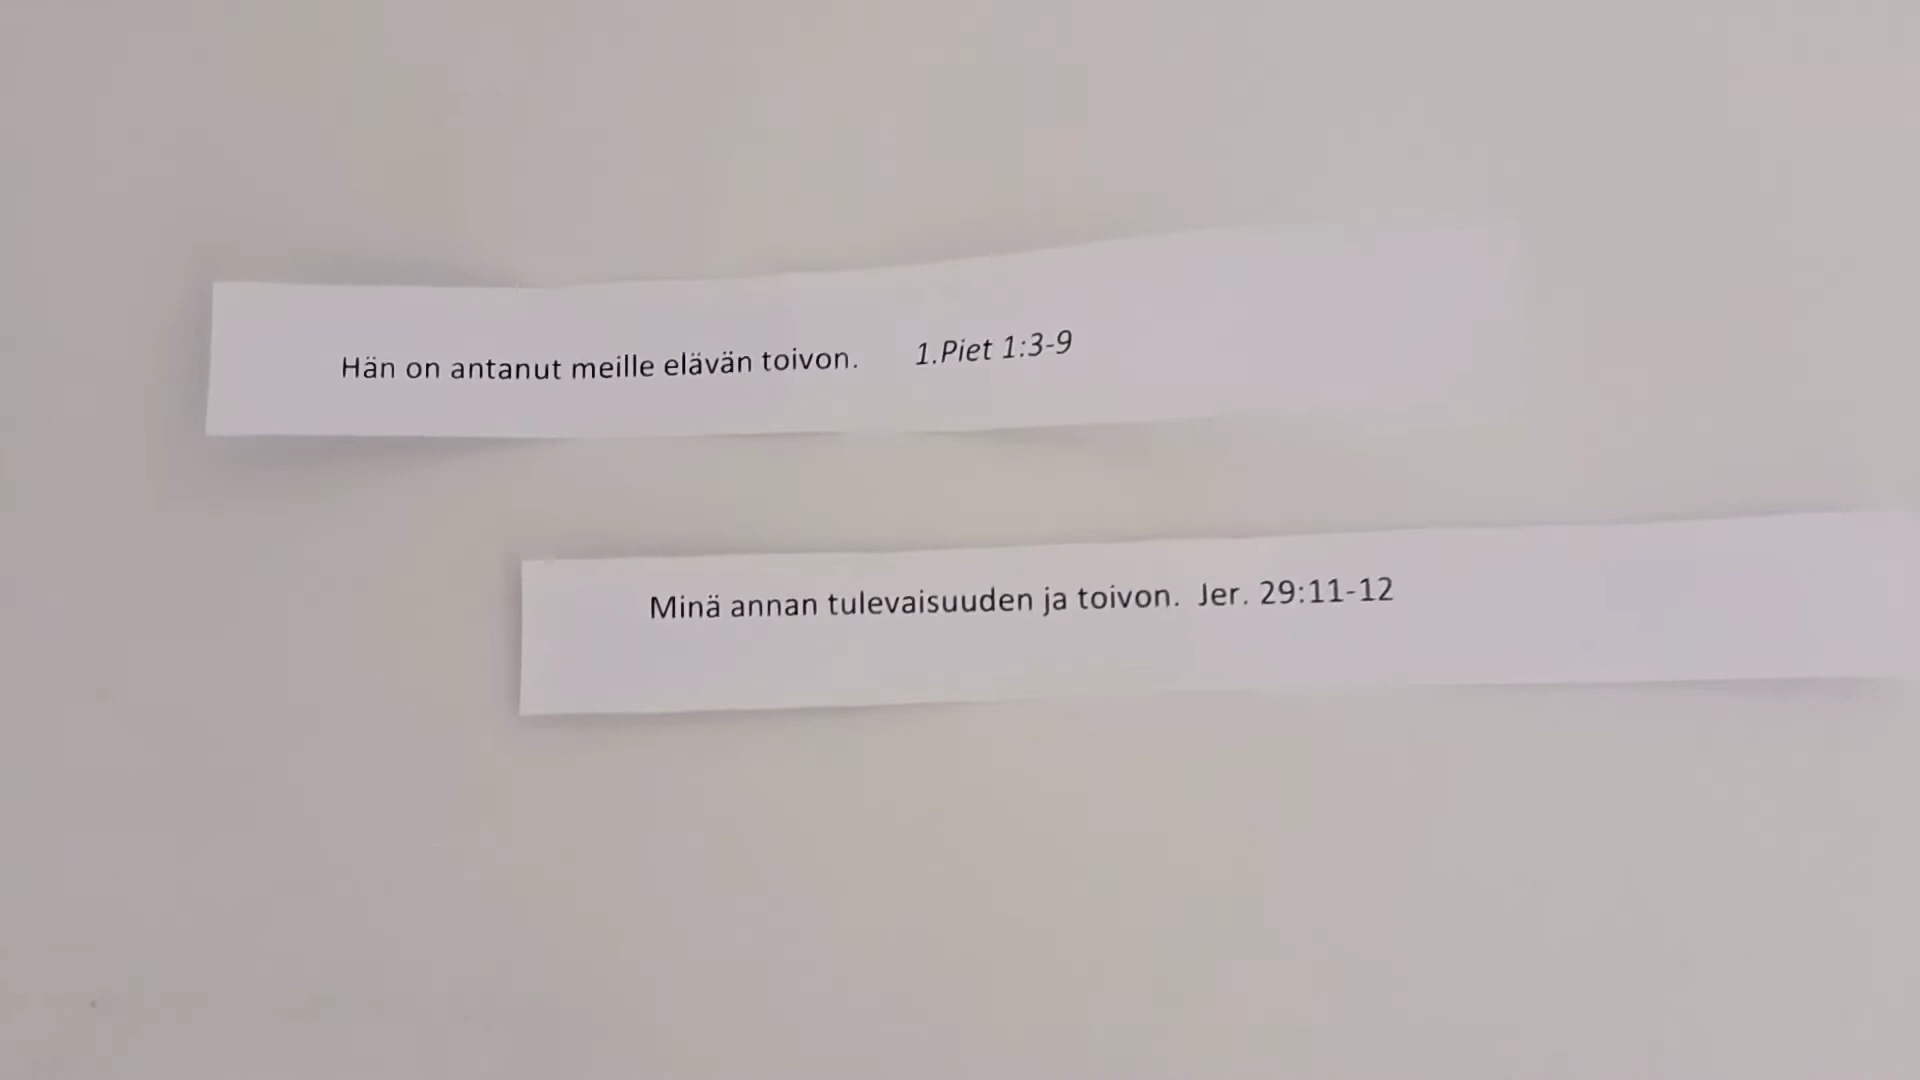 Hän on antanut meille elävän toivon. 1.Piet 1:3-9
Minä annan tulevaisuuden ja toivon. Jer. 29:11-12